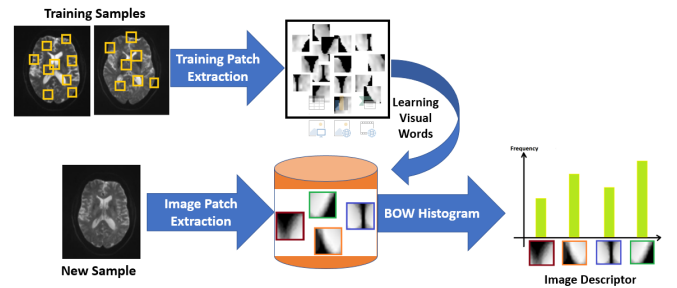 Training Samples
Training Patch
Extraction
Learning
Visual
Words
New Sample
Image Patch
Extraction
BOW Histogram
Frequency
Image Descriptor